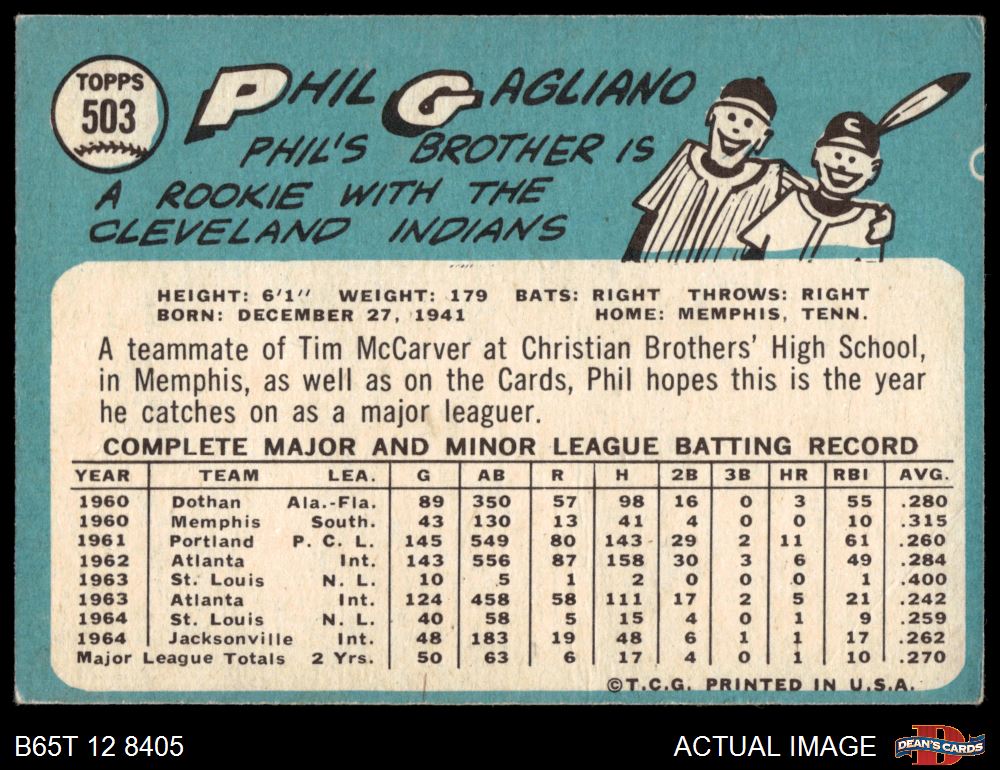 TOPPS
503
PHIL GAGLIANO
PHIL'S BROTHER IS
A ROOKIE WITH THE
CLEVELAND INDIANS
C
HEIGHT: 6'1" WEIGHT: 179 BATS: RIGHT THROWS: RIGHT
BORN: DECEMBER 27, 1941 HOME: MEMPHIS, TENN.
A teammate of Tim McCarver at Christian Brothers' High School,
in Memphis, as well as on the Cards, Phil hopes this is the year
he catches on as a major leaguer.
COMPLETE MAJOR AND MINOR LEAGUE BATTING RECORD
YEAR TEAM LEA. G AB R H 2B 3B HR RBI AVG.
1960 Dothan Ala.-Fla. 89 350 57 98 16 0 3 55 .280
1960 Memphis South. 43 130 13 41 4 0 0 10 .315
1961 Portland P. C. L. 145 549 80 143 29 2 11 61 .260
1962 Atlanta Int. 143 556 87 158 30 3 6 49 .284
1963 St. Louis N. L. 10 5 1 2 0 0 0 1 .400
1963 Atlanta Int. 124 458 58 111 17 2 5 21 .242
1964 St. Louis N. L. 40 58 5 15 4 0 1 9 .259
1964 Jacksonville Int. 48 183 19 48 6 1 1 17 .262
Major League Totals 2 Yrs. 50 63 6 17 4 0 1 10 .270
©T.C.G. PRINTED IN U.S.A.
B65T 12 8405 ACTUAL IMAGE D DEAN'S CARDS